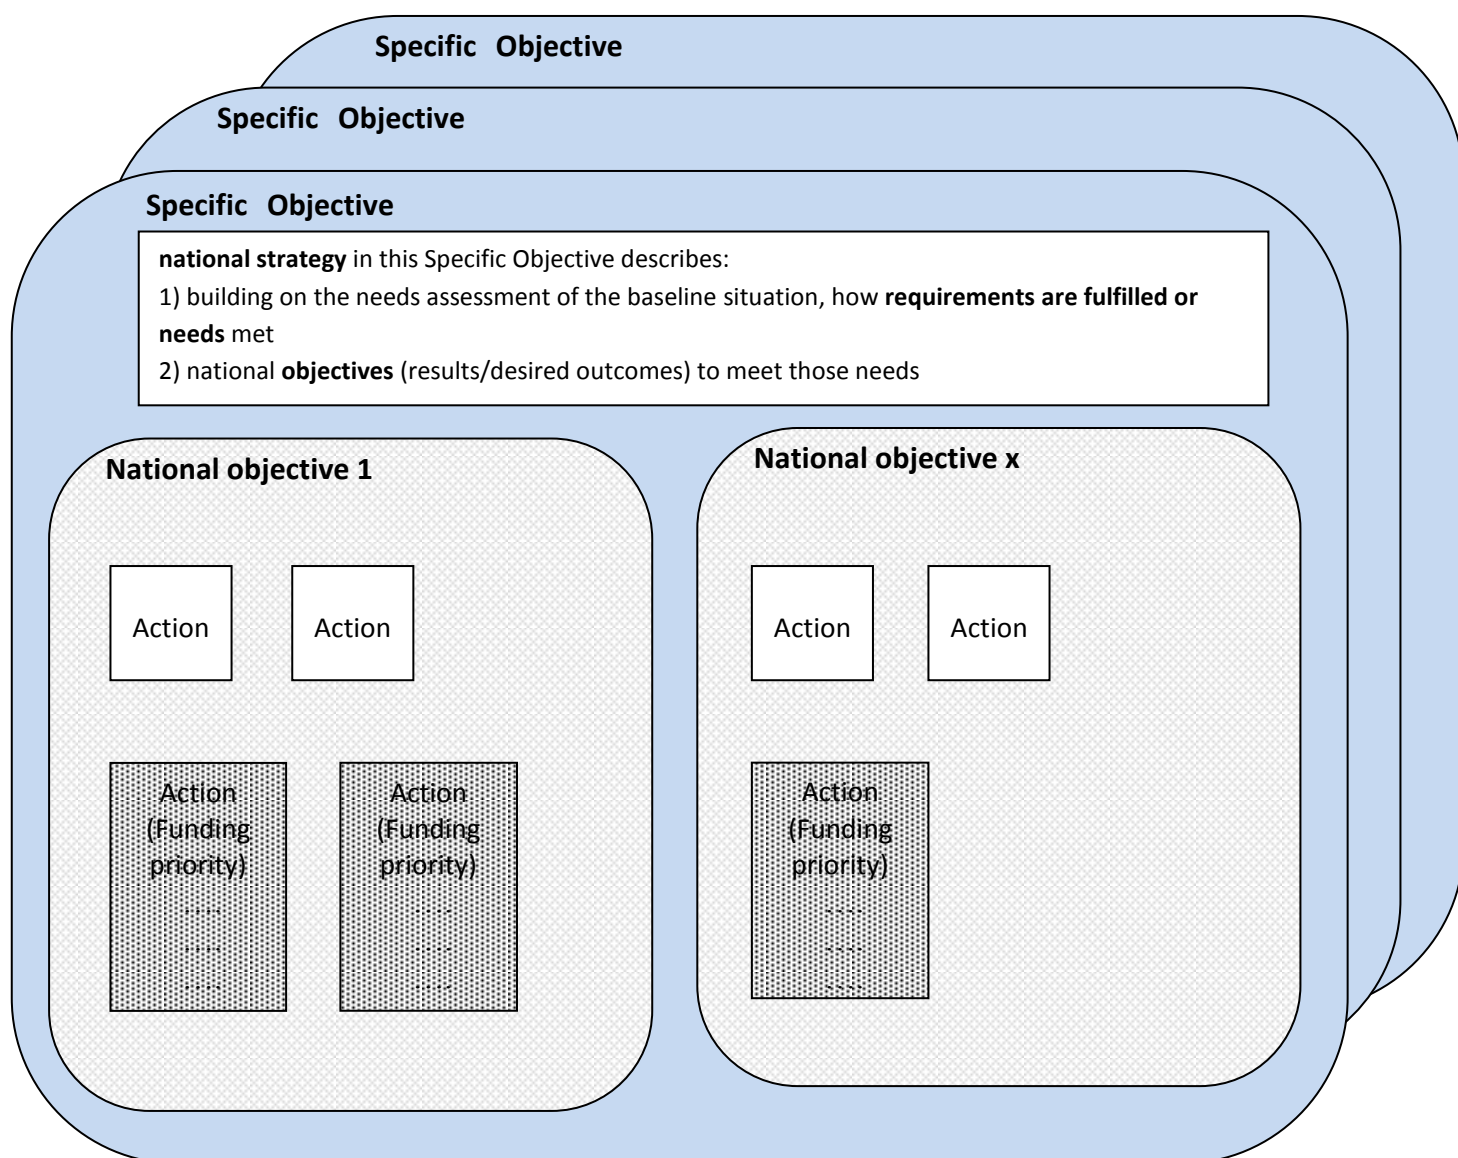 Specific Objective
Specific Objective
Specific Objective
national strategy in this Specific Objective describes:
1) building on the needs assessment of the baseline situation, how requirements are fulfilled or
needs met
2) national objectives (results/desired outcomes) to meet those needs
National objective 1
National objective x
Action
Action
Action
Action
Action
(Funding
priority)
....
....
....
Action
(Funding
priority)
....
....
....
Action
(Funding
priority)
....
....
....